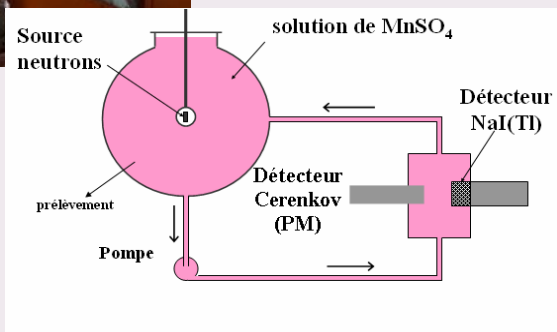 Source
neutrons
solution de MnSO₄
Détecteur
NaI(Tl)
Détecteur
Cerenkov
(PM)
prélèvement
Pompe